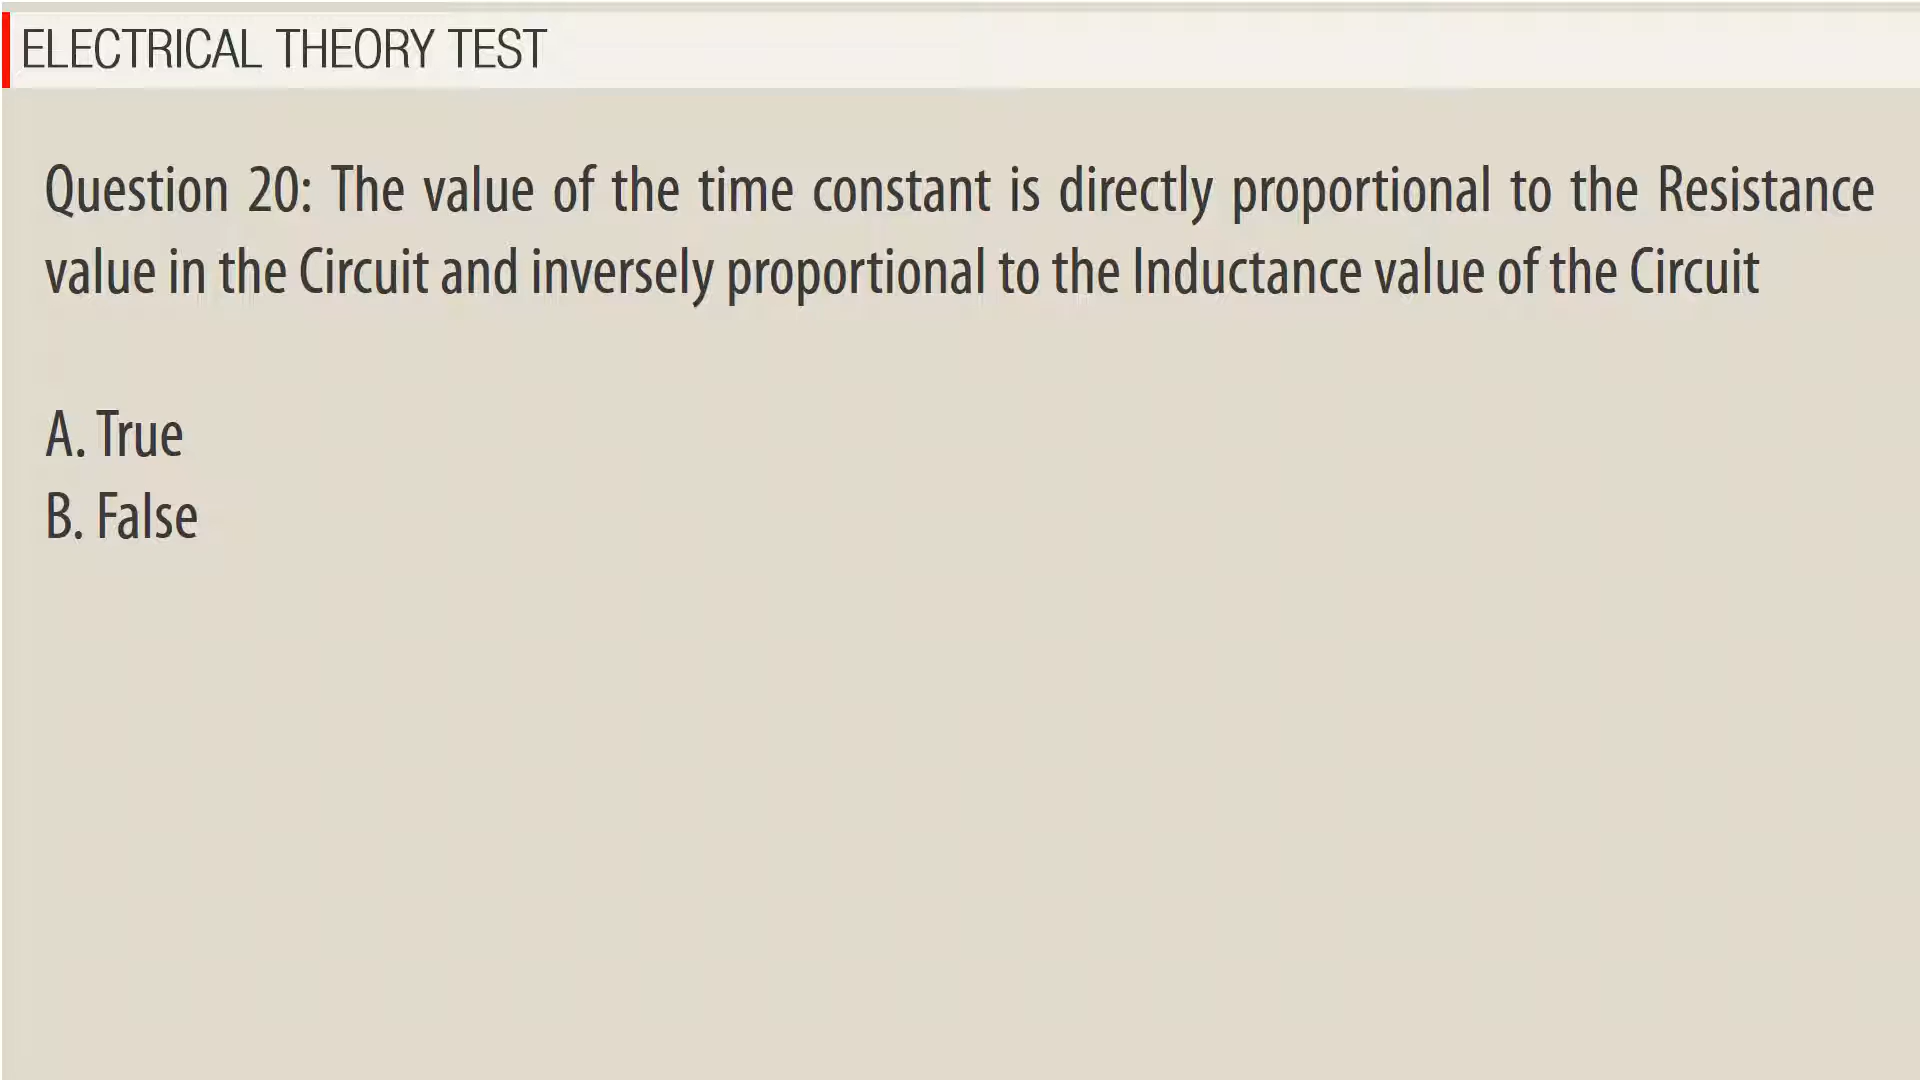 ELECTRICAL THEORY TEST
Question 20: The value of the time constant is directly proportional to the Resistance
value in the Circuit and inversely proportional to the Inductance value of the Circuit
A. True
B. False